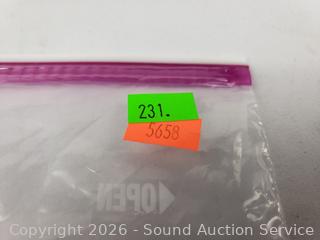 231.
5658
OPEN
Copyright 2026 - Sound Auction Service